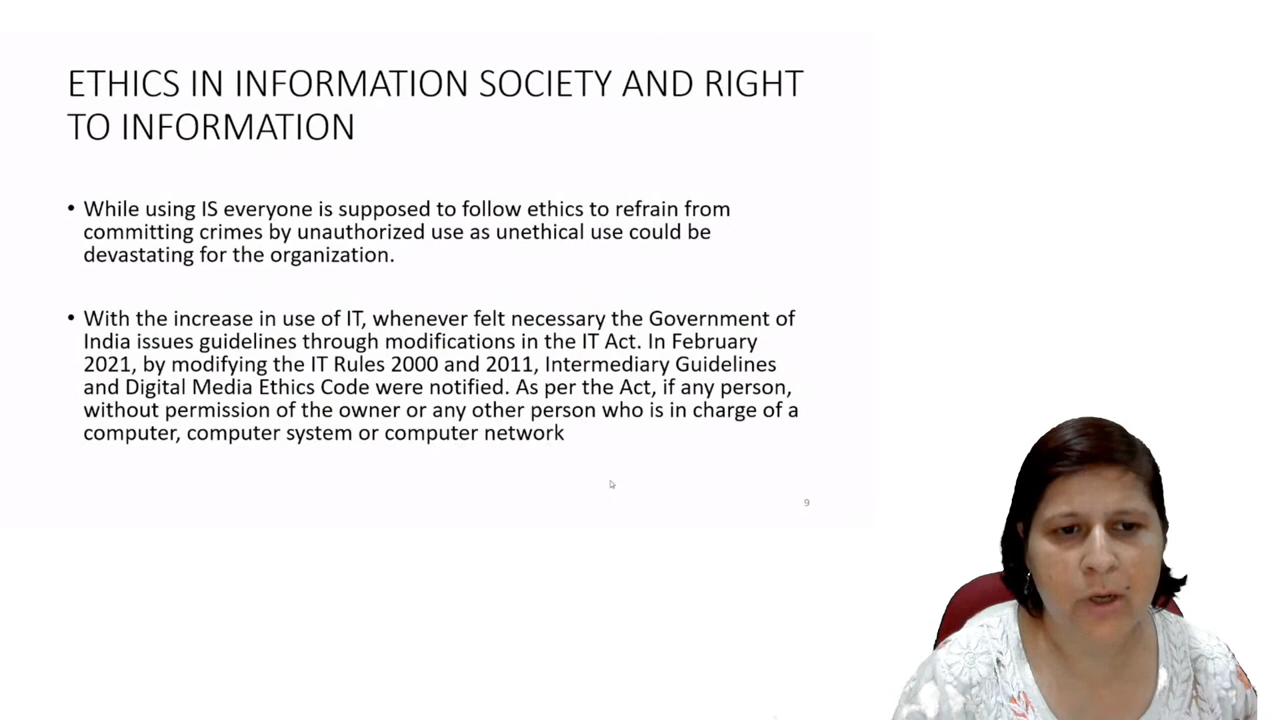 ETHICS IN INFORMATION SOCIETY AND RIGHT
TO INFORMATION
• While using IS everyone is supposed to follow ethics to refrain from
committing crimes by unauthorized use as unethical use could be
devastating for the organization.
• With the increase in use of IT, whenever felt necessary the Government of
India issues guidelines through modifications in the IT Act. In February
2021, by modifying the IT Rules 2000 and 2011, Intermediary Guidelines
and Digital Media Ethics Code were notified. As per the Act, if any person,
without permission of the owner or any other person who is in charge of a
computer, computer system or computer network
9